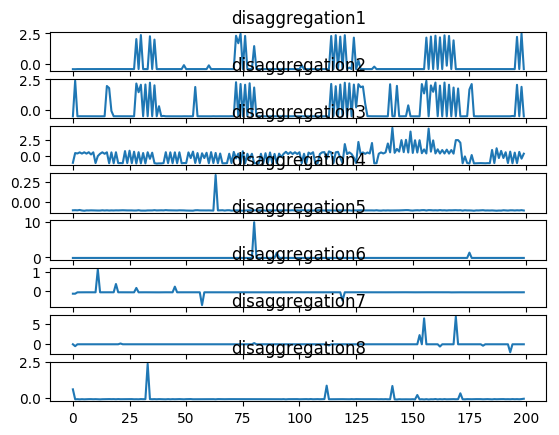 disaggregation1
2.5
0.0
disaggregation2
2.5
0.0
disaggregation3
2.5
0.0
disaggregation4
0.25
0.00
disaggregation5
10
0
disaggregation6
1
0
disaggregation7
5
0
disaggregation8
2.5
0.0
0 25 50 75 100 125 150 175 200